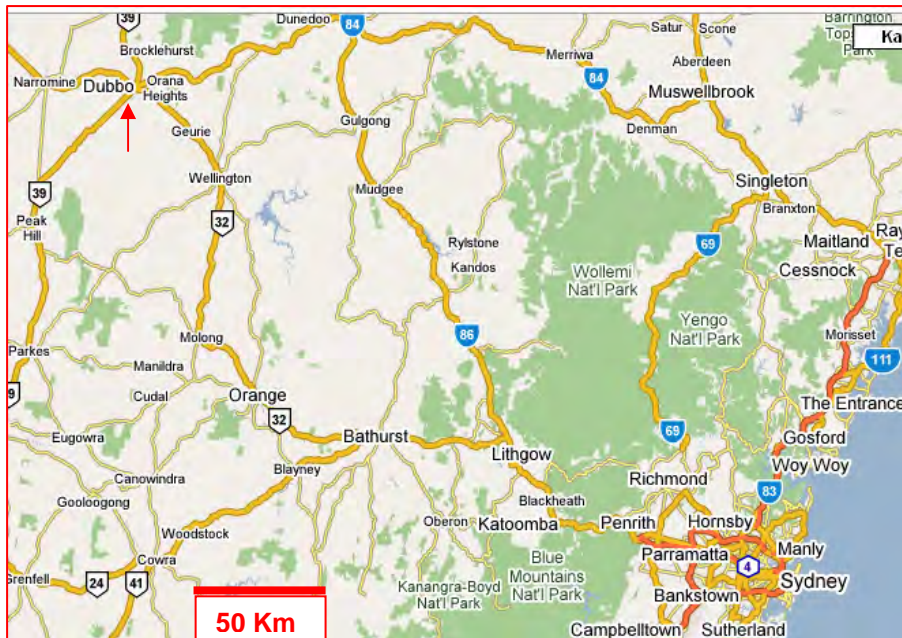 39
Dunedoo
84
Satur
Scone
Barrington
Tops
Park
Ka
Brocklehurst
Merriwa
Aberdeen
Narromine
Dubbo
Orana
Heights
84
Muswellbrook
Geurie
Gulgong
Denman
Wellington
Mudgee
Singleton
39
Branxton
Peak
Hill
32
Rylstone
69
Maitland
Ray
Te
Kandos
Wollemi
Nat'l Park
Cessnock
Yengo
Nat'l Park
Molong
86
Morisset
Parkes
Manildra
111
9
Cudal
Orange
The Entrance
32
Eugowra
Bathurst
69
Gosford
Lithgow
Woy Woy
Canowindra
Blayney
Richmond
Gooloogong
83
Blackheath
Woodstock
Oberon
Katoomba
Penrith
Hornsby
Cowra
Blue
Mountains
Nat'l Park
Parramatta
Manly
Grenfell
24
41
Kanangra-Boyd
Nat'l Park
4
Sydney
Bankstown
50 Km
Campbelltown
Sutherland